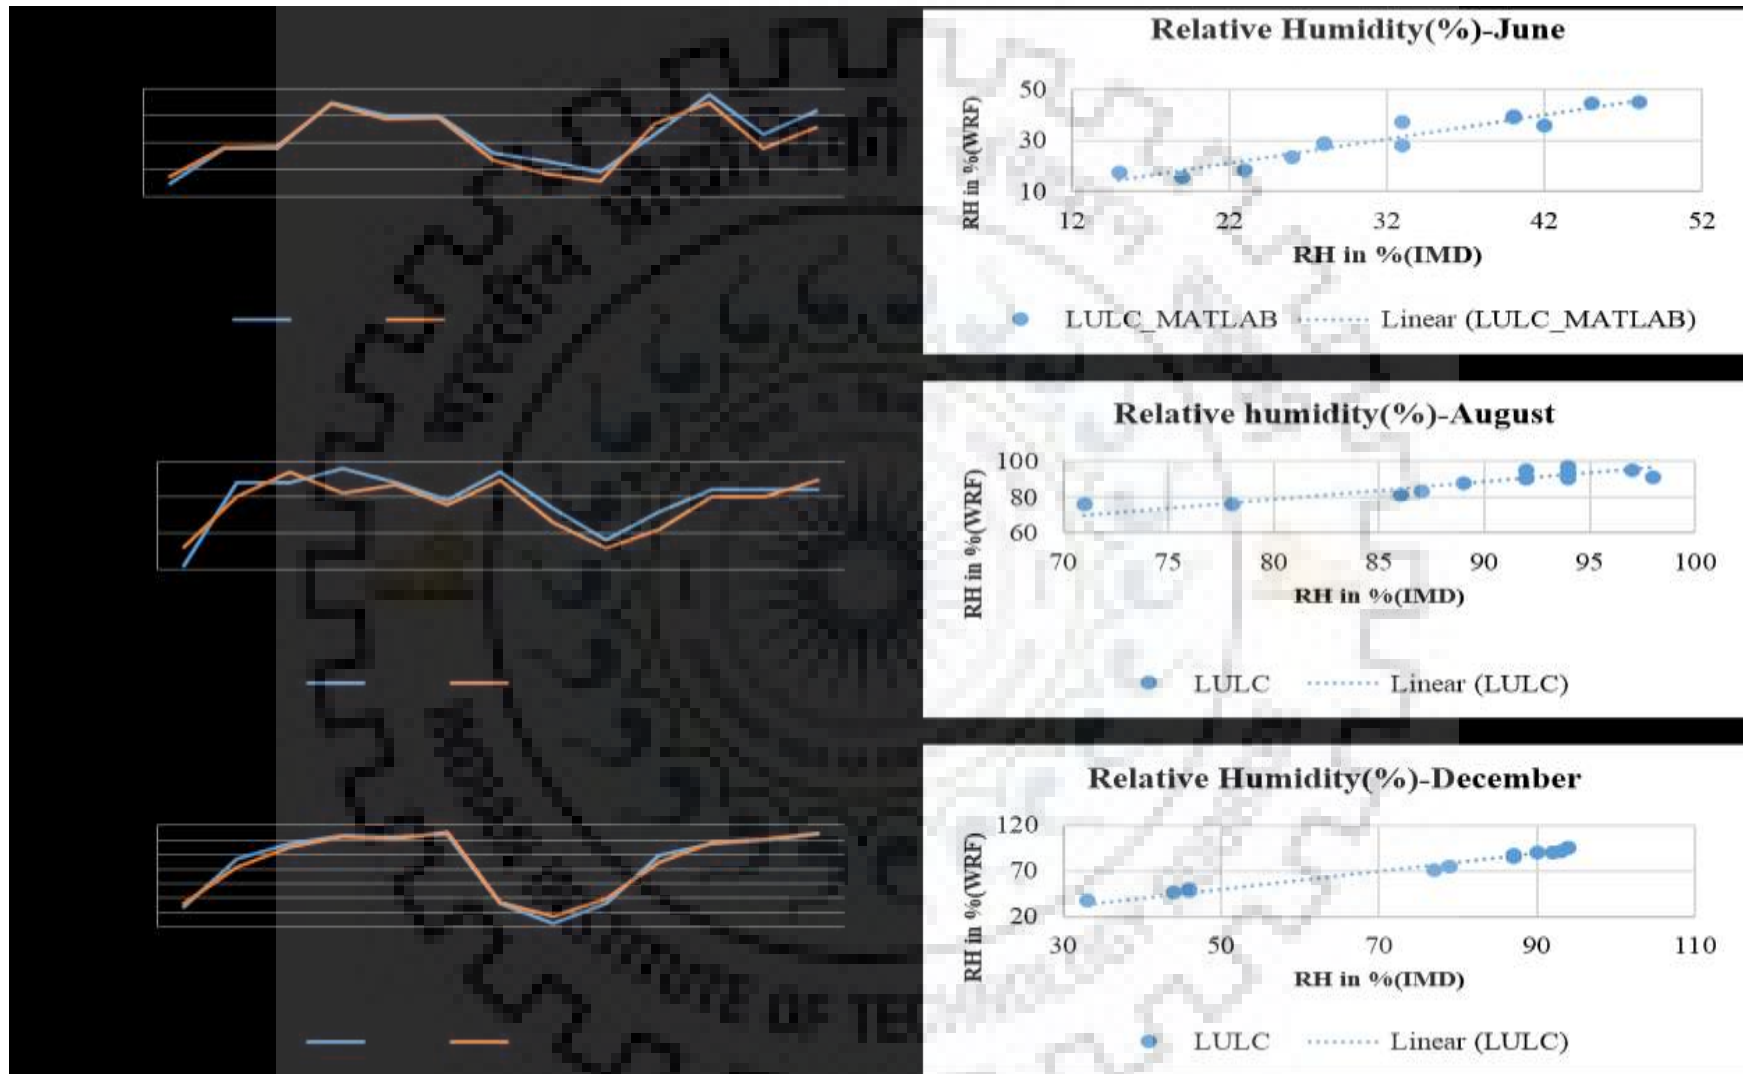 Relative Humidity(%)-June
RH in %(WRF)
50
30
10
12 22 32 42 52
RH in %(IMD)
LULC_MATLAB Linear (LULC_MATLAB)
Relative humidity(%)-August
RH in %(WRF)
100
80
60
70 75 80 85 90 95 100
RH in %(IMD)
LULC Linear (LULC)
Relative Humidity(%)-December
RH in %(WRF)
120
70
20
30 50 70 90 110
RH in %(IMD)
LULC Linear (LULC)
OF